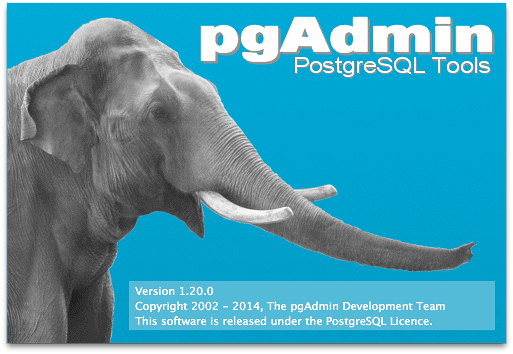 pgAdmin
PostgreSQL Tools
Version 1.20.0
Copyright 2002 - 2014, The pgAdmin Development Team
This software is released under the PostgreSQL Licence.